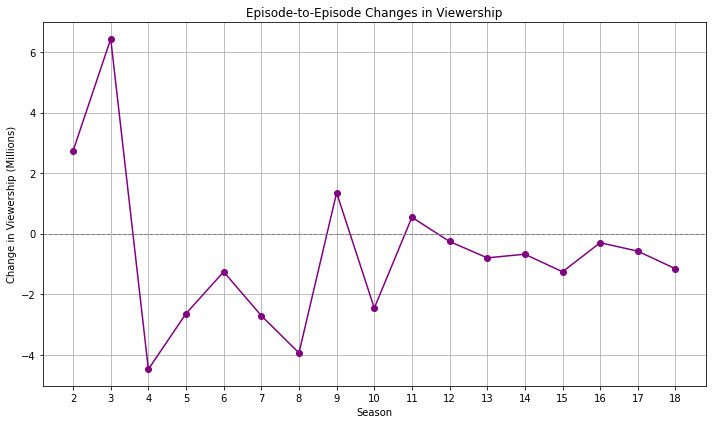 Episode-to-Episode Changes in Viewership
Change in Viewership (Millions)
6
4
2
0
−2
−4
2 3 4 5 6 7 8 9 10 11 12 13 14 15 16 17 18
Season